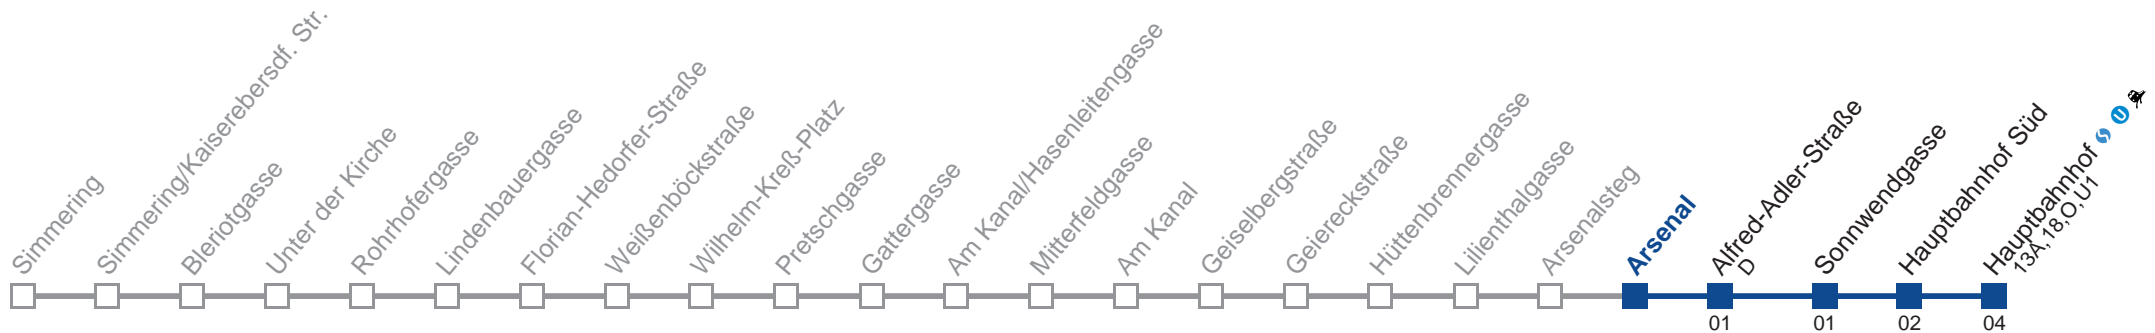 Simmering
Simmering/Kaiserebersdf. Str.
Bleriotgasse
Unter der Kirche
Rohrhofergasse
Lindenbauergasse
Florian-Hedorfer-Straße
Weißenböckstraße
Wilhelm-Kreß-Platz
Pretschgasse
Gattergasse
Am Kanal/Hasenleitengasse
Mitterfeldgasse
Am Kanal
Geiselbergstraße
Geiereckstraße
Hüttenbrennergasse
Lilienthalgasse
Arsenalsteg
Arsenal
Alfred-Adler-Straße
D
Sonnwendgasse
Hauptbahnhof Süd
Hauptbahnhof S U
13A,18,O,U1
01 01 02 04